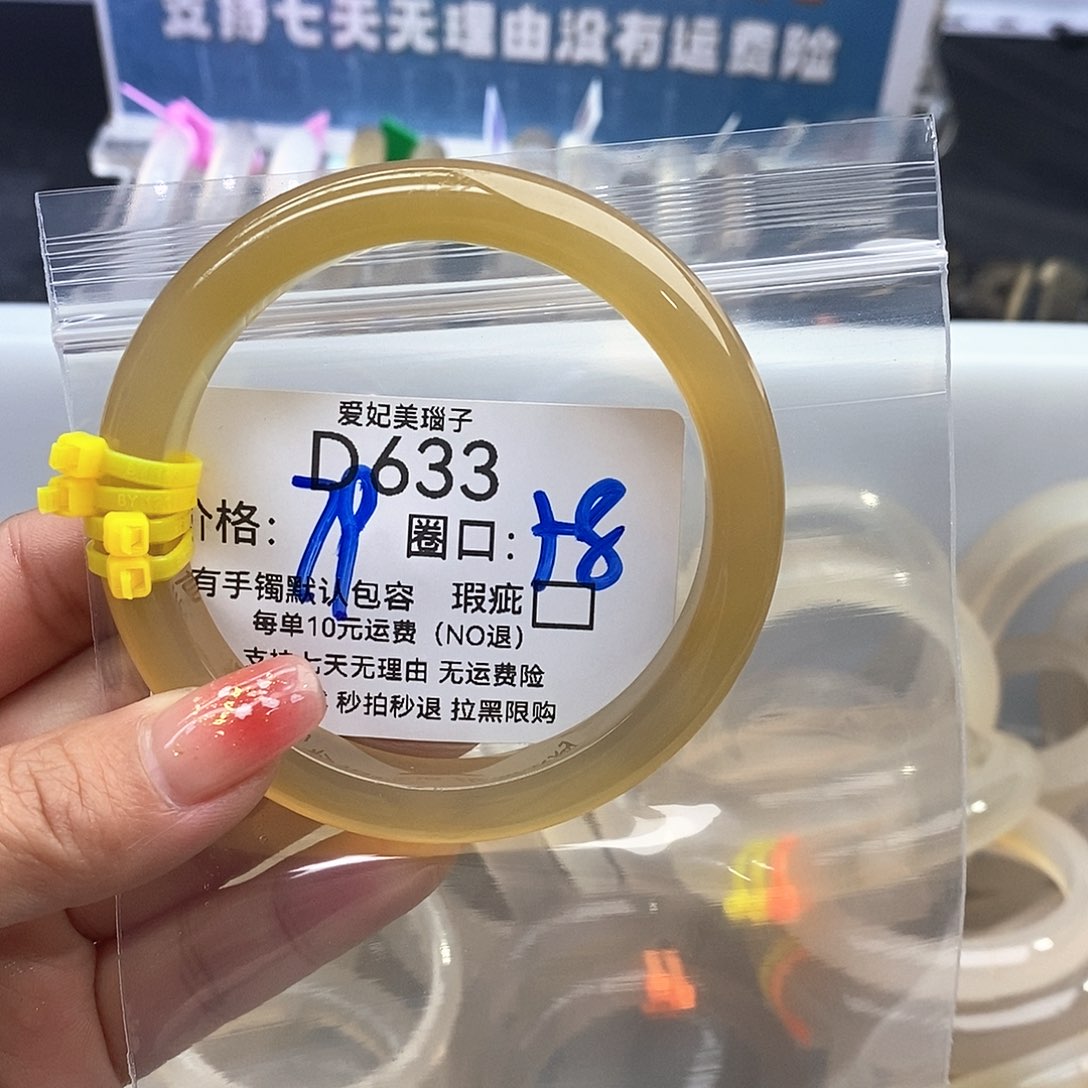 支持七天无理由没有运费险
爱妃美瑙子
D633
价格: 圈口: 58
有手镯默认包容 瑕疵
每单10元运费（NO退）
支持七天无理由 无运费险
秒拍秒退 拉黑限购